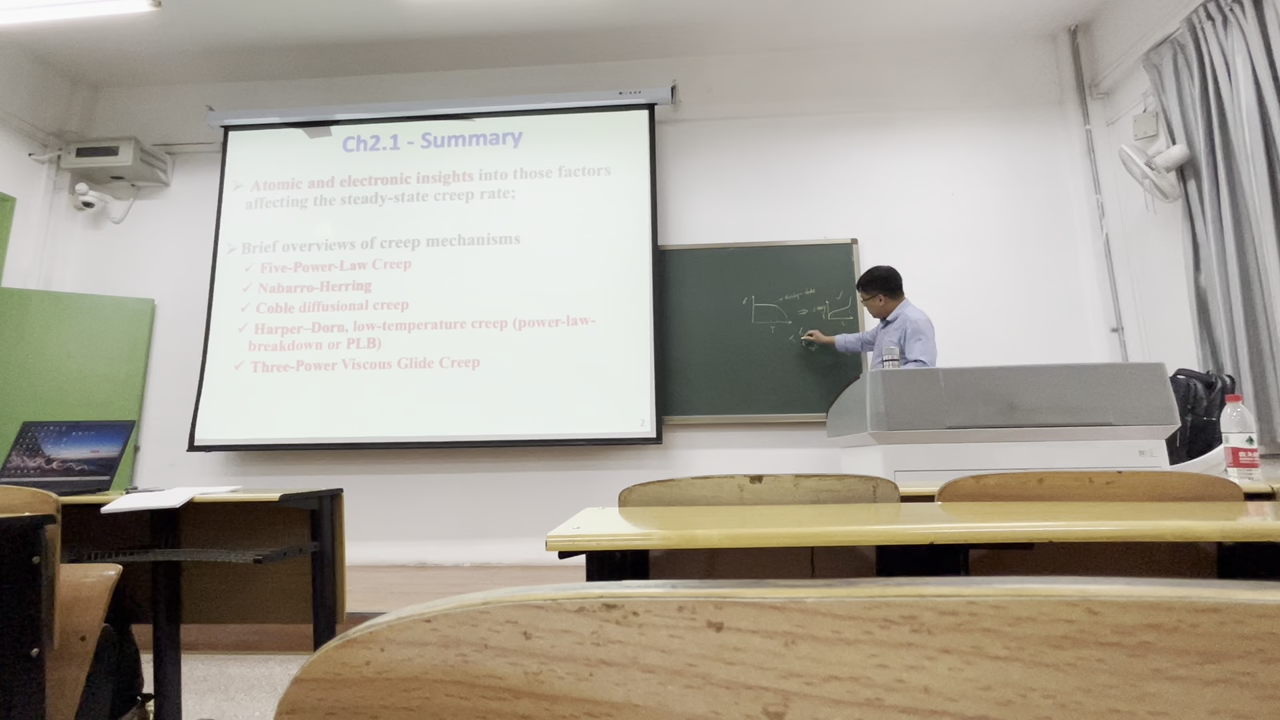 Ch2.1 - Summary
➢ Atomic and electronic insights into those factors
affecting the steady-state creep rate;
➢ Brief overviews of creep mechanisms
✓ Five-Power-Law Creep
✓ Nabarro-Herring
✓ Coble diffusional creep
✓ Harper–Dorn, low-temperature creep (power-law-
breakdown or PLB)
✓ Three-Power Viscous Glide Creep
2